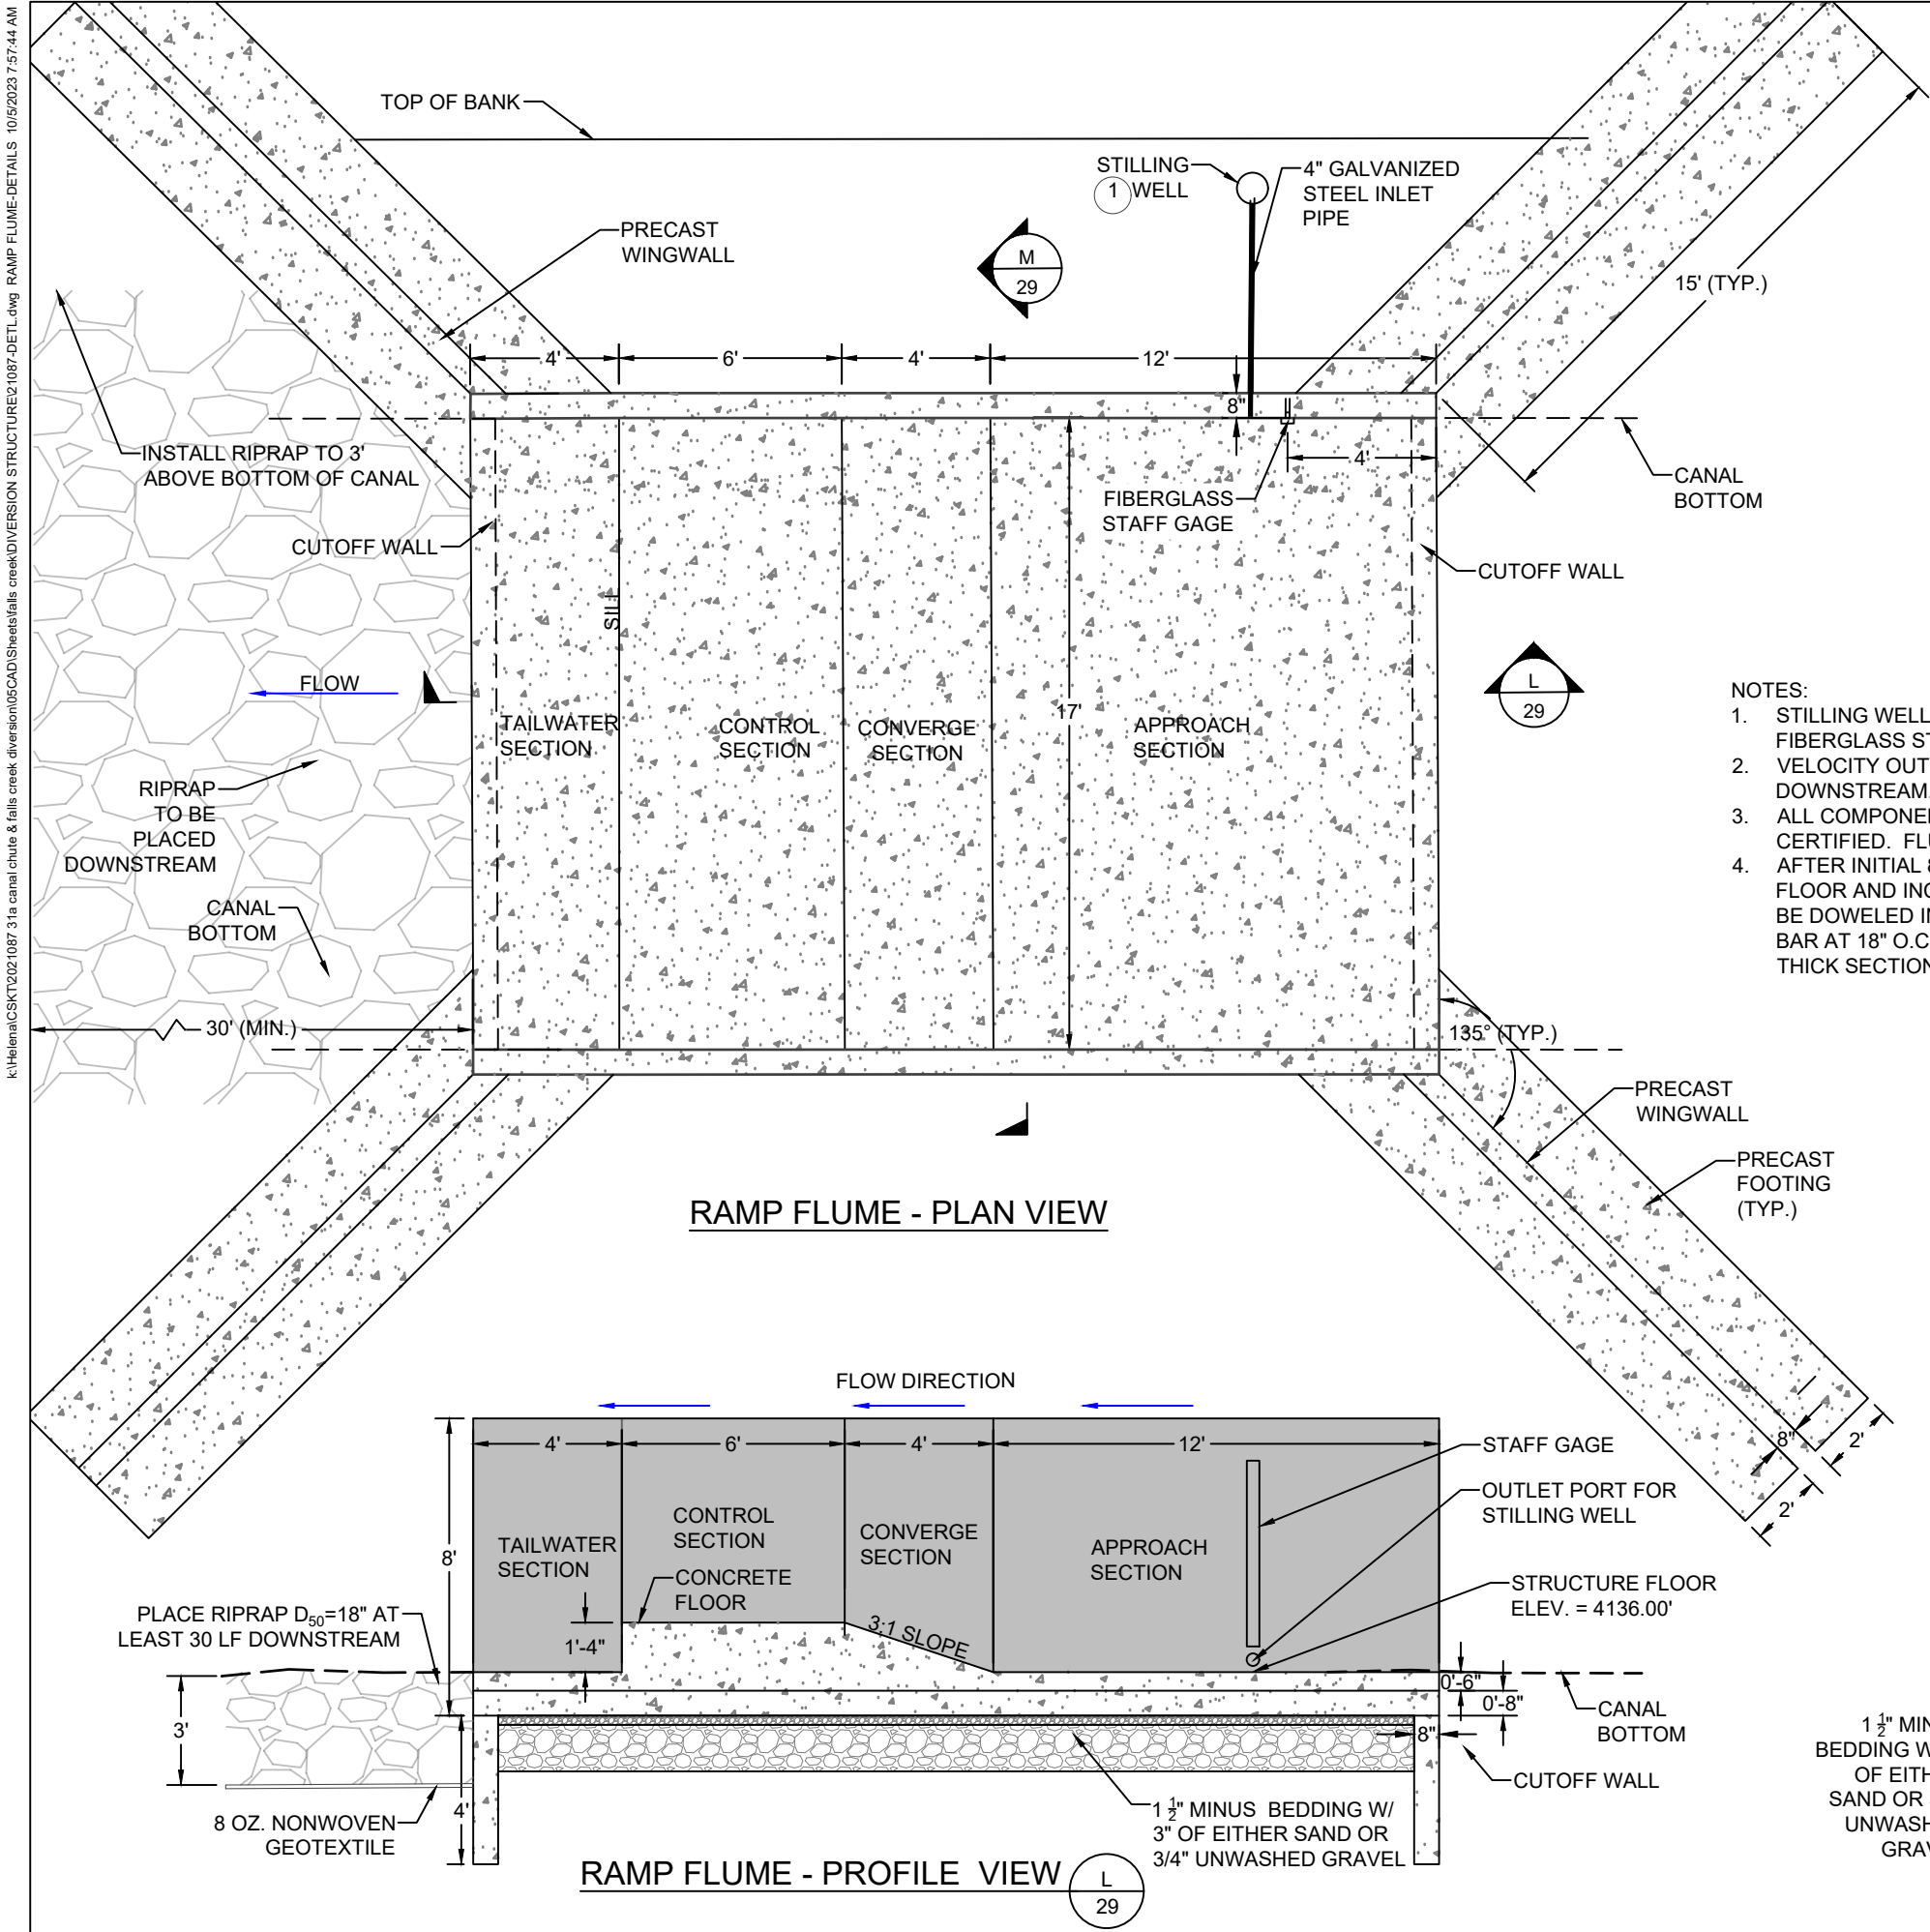 k:\Helena\CSKT\2021087 31a canal chute & falls creek diversion\05CAD\Sheets\falls creek\DIVERSION STRUCTURE\21087-DETL.dwg RAMP FLUME-DETAILS 10/5/2023 7:57:44 AM
TOP OF BANK
STILLING
1 WELL
4" GALVANIZED
STEEL INLET
PIPE
PRECAST
WINGWALL
M
29
15' (TYP.)
4'
6'
4'
12'
8"
4'
INSTALL RIPRAP TO 3'
ABOVE BOTTOM OF CANAL
FIBERGLASS
STAFF GAGE
CANAL
BOTTOM
CUTOFF WALL
CUTOFF WALL
SILL
FLOW
L
29
TAILWATER
SECTION
CONTROL
SECTION
CONVERGE
SECTION
17'
APPROACH
SECTION
NOTES:
1. STILLING WELL
FIBERGLASS ST
2. VELOCITY OUT
DOWNSTREAM.
3. ALL COMPONE
CERTIFIED. FLU
4. AFTER INITIAL 8
FLOOR AND INC
BE DOWELED I
BAR AT 18" O.C
THICK SECTION
RIPRAP
TO BE
PLACED
DOWNSTREAM
CANAL
BOTTOM
30' (MIN.)
135° (TYP.)
PRECAST
WINGWALL
PRECAST
FOOTING
(TYP.)
RAMP FLUME - PLAN VIEW
8"
2'
2'
FLOW DIRECTION
4'
6'
4'
12'
STAFF GAGE
OUTLET PORT FOR
STILLING WELL
8'
TAILWATER
SECTION
CONTROL
SECTION
CONVERGE
SECTION
APPROACH
SECTION
CONCRETE
FLOOR
STRUCTURE FLOOR
ELEV. = 4136.00'
PLACE RIPRAP D50=18" AT
LEAST 30 LF DOWNSTREAM
1'-4"
3:1 SLOPE
0'-6"
0'-8"
CANAL
BOTTOM
3'
8"
CUTOFF WALL
4'
8 OZ. NONWOVEN
GEOTEXTILE
1 1/2" MINUS BEDDING W/
3" OF EITHER SAND OR
3/4" UNWASHED GRAVEL
1 1/2" MIN
BEDDING W
OF EITH
SAND OR
UNWASH
GRAV
RAMP FLUME - PROFILE VIEW
L
29